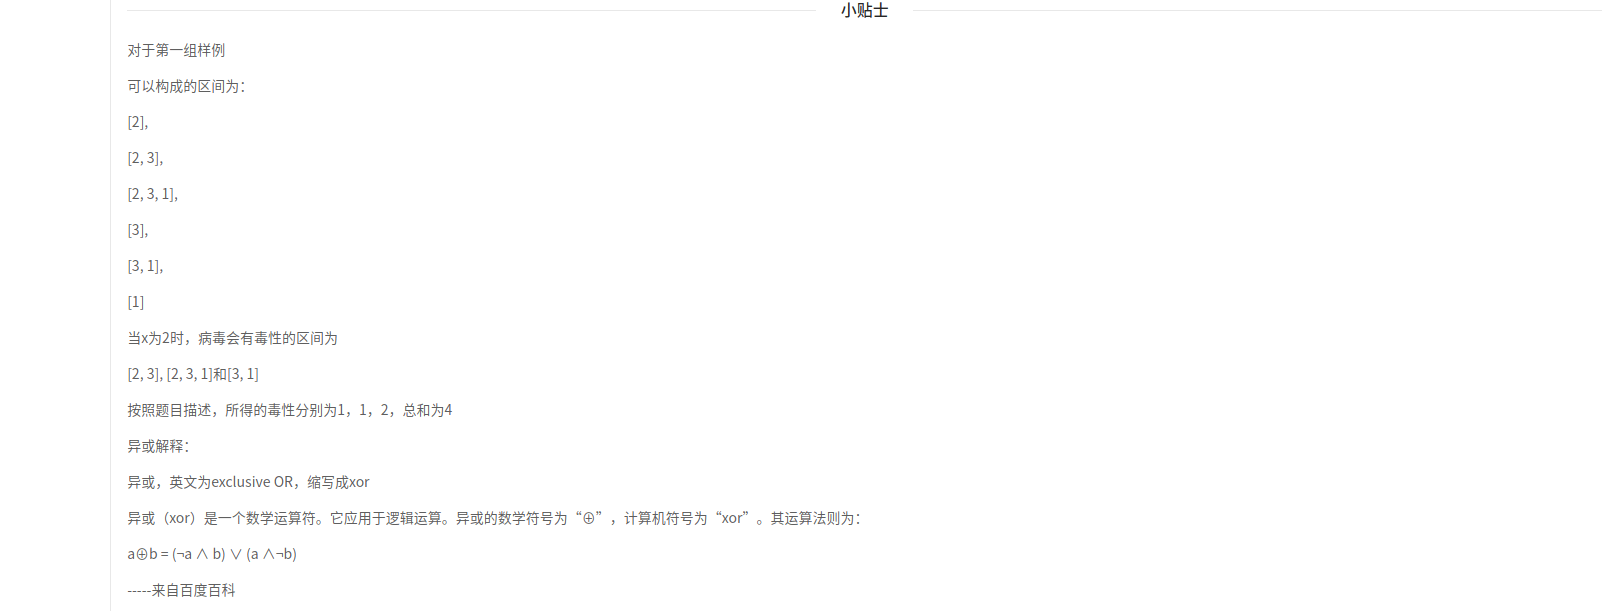 小贴士
对于第一组样例
可以构成的区间为：
[2],
[2, 3],
[2, 3, 1],
[3],
[3, 1],
[1]
当x为2时，病毒会有毒性的区间为
[2, 3], [2, 3, 1]和[3, 1]
按照题目描述，所得的毒性分别为1，1，2，总和为4
异或解释：
异或，英文为exclusive OR，缩写成xor
异或（xor）是一个数学运算符。它应用于逻辑运算。异或的数学符号为“⊕”，计算机符号为“xor”。其运算法则为：
a⊕b = (¬a ∧ b) ∨ (a ∧¬b)
-----来自百度百科